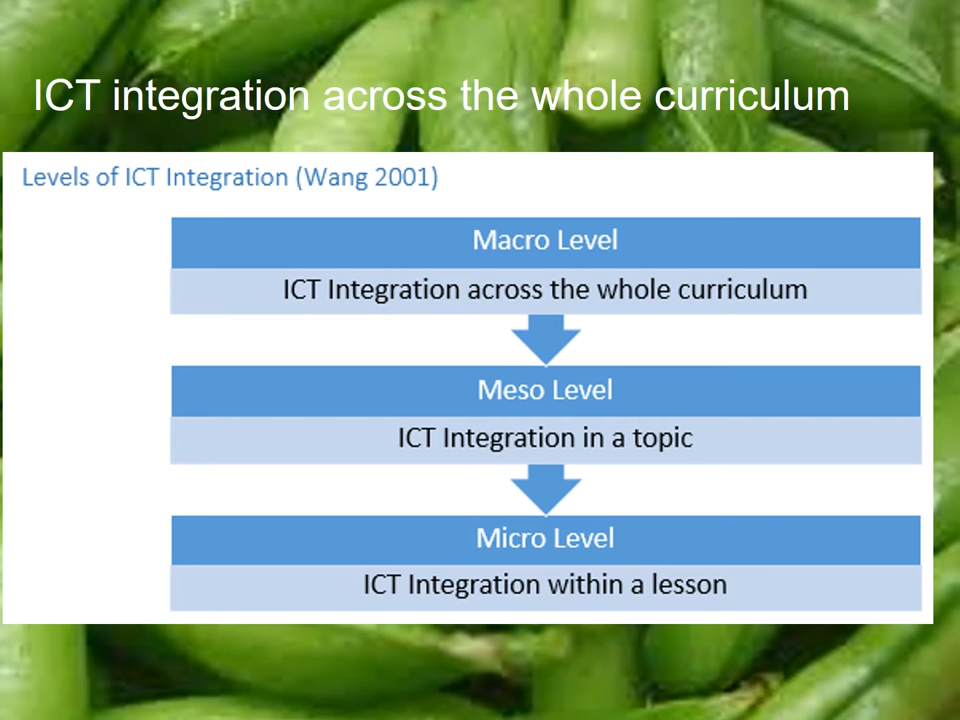 ICT integration across the whole curriculum
Levels of ICT Integration (Wang 2001)
Macro Level
ICT Integration across the whole curriculum
Meso Level
ICT Integration in a topic
Micro Level
ICT Integration within a lesson